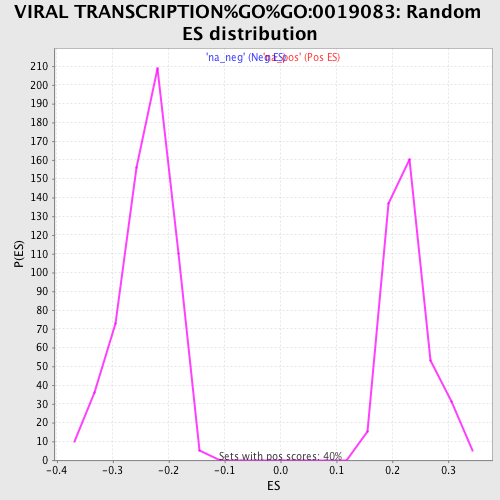 VIRAL TRANSCRIPTION%GO%GO:0019083: Random
ES distribution
'na_neg' (Neg ES)
'na_pos' (Pos ES)
P(ES)
210
200
190
180
170
160
150
140
130
120
110
100
90
80
70
60
50
40
30
20
10
0
Sets with pos scores: 40%
-0.4 -0.3 -0.2 -0.1 0.0 0.1 0.2 0.3
ES